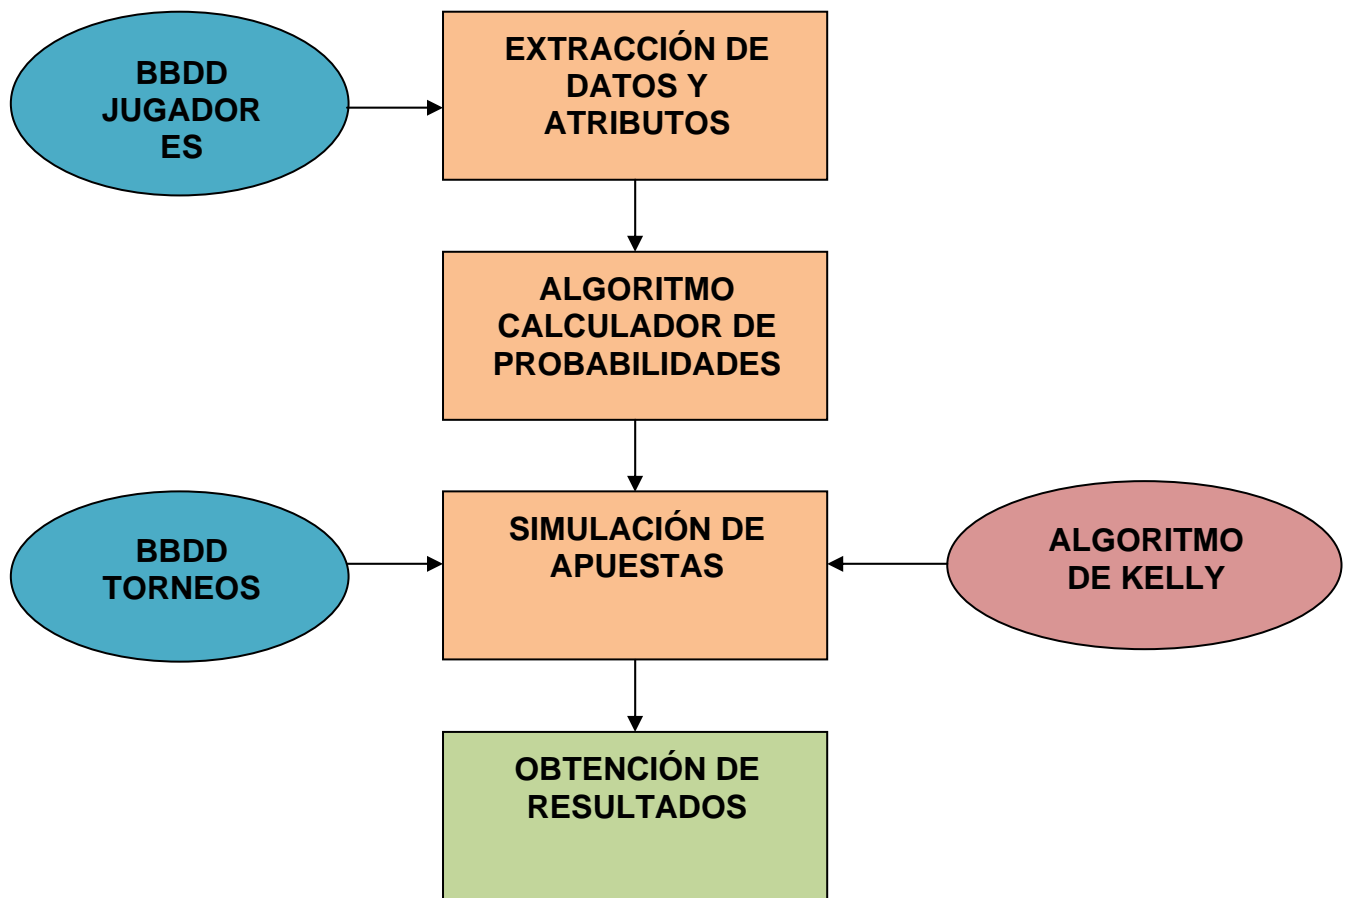 BBDD
JUGADOR
ES
EXTRACCIÓN DE
DATOS Y
ATRIBUTOS
ALGORITMO
CALCULADOR DE
PROBABILIDADES
BBDD
TORNEOS
SIMULACIÓN DE
APUESTAS
ALGORITMO
DE KELLY
OBTENCIÓN DE
RESULTADOS